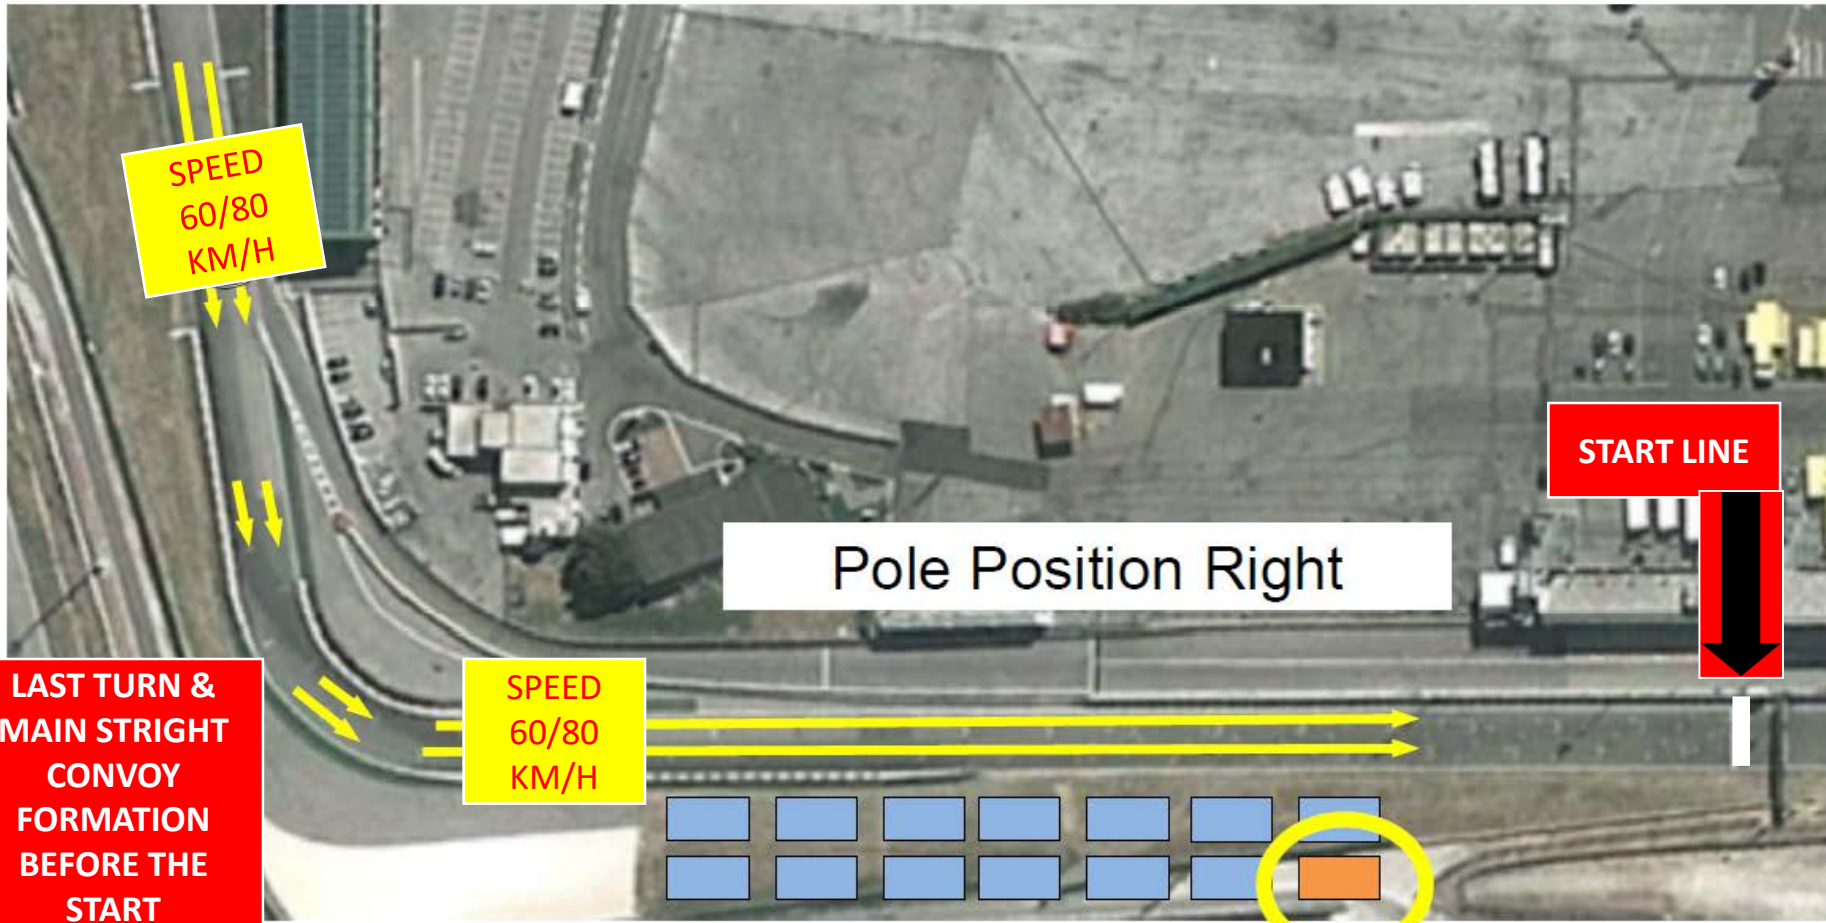 SPEED
60/80
KM/H
START LINE
Pole Position Right
LAST TURN &
MAIN STRIGHT
CONVOY
FORMATION
BEFORE THE
START
SPEED
60/80
KM/H